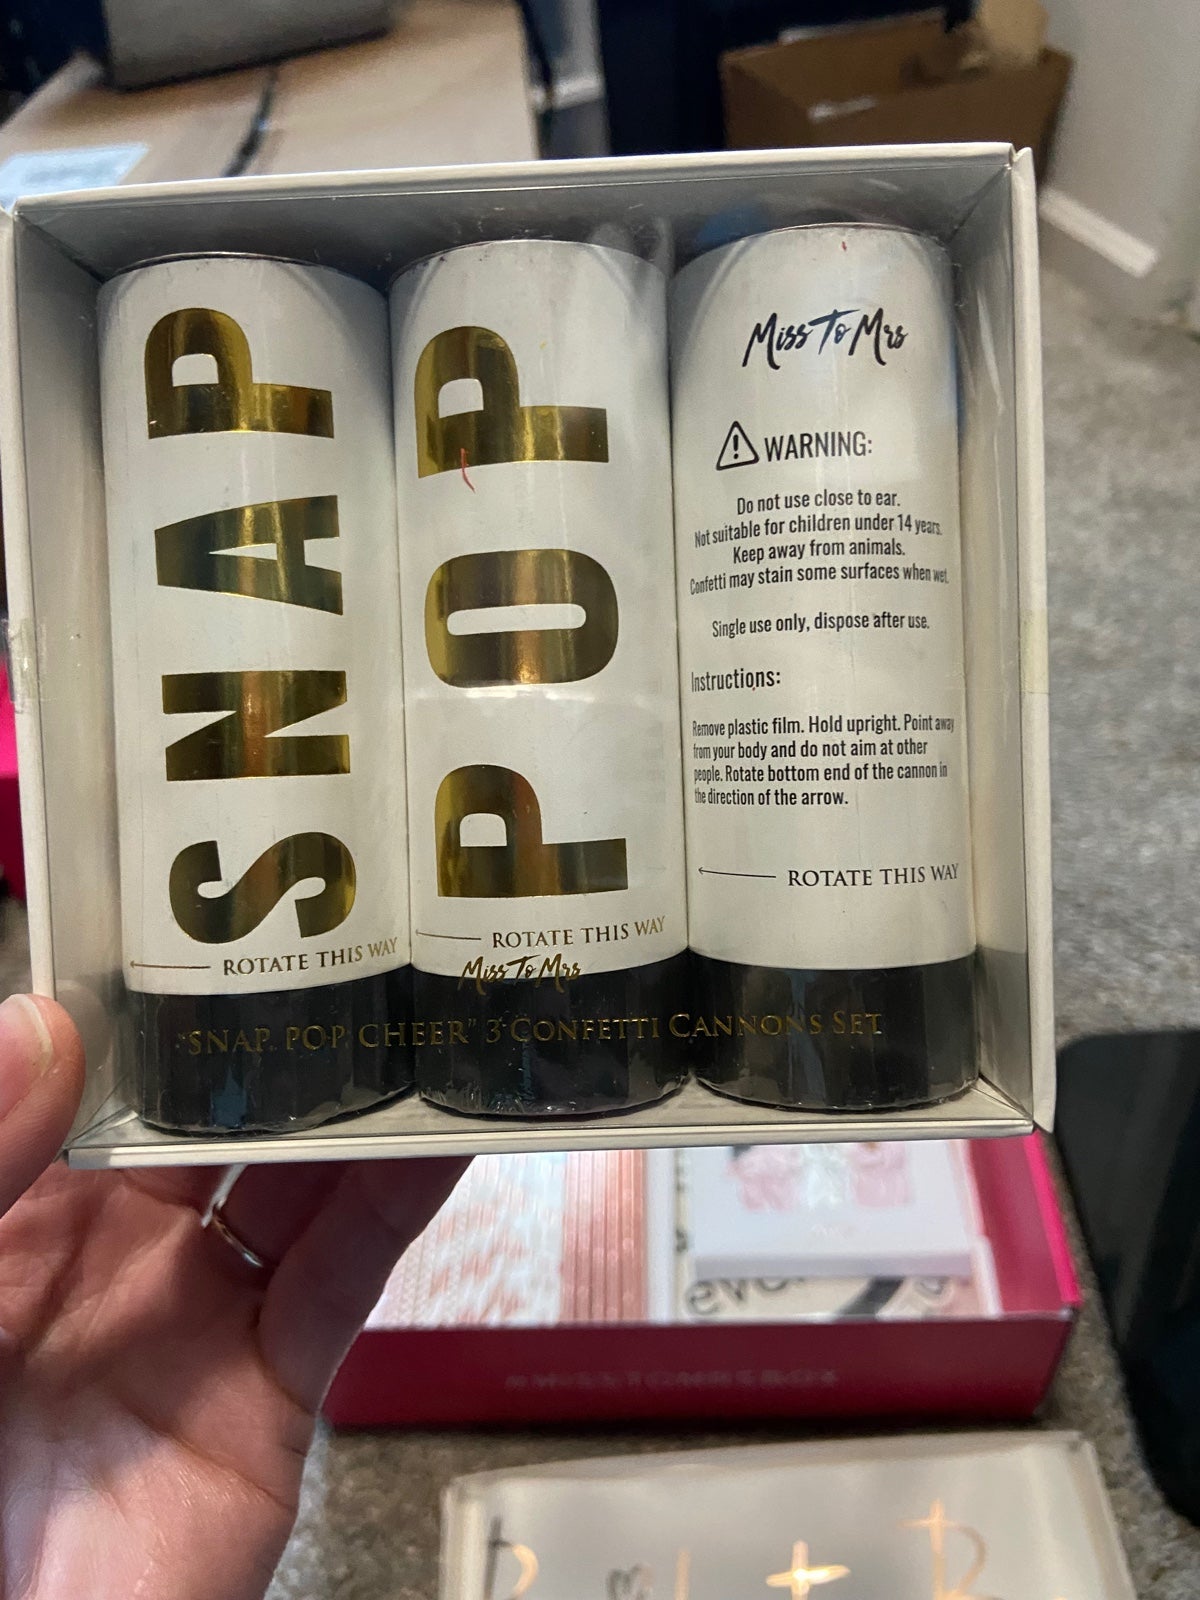 SNAP
ROTATE THIS WAY
POP
ROTATE THIS WAY
Miss To Mrs
Miss To Mrs
WARNING:
Do not use close to ear.
Not suitable for children under 14 years.
Keep away from animals.
Confetti may stain some surfaces when wet.
Single use only, dispose after use.
Instructions:
Remove plastic film. Hold upright. Point away
from your body and do not aim at other
people. Rotate bottom end of the cannon in
the direction of the arrow.
ROTATE THIS WAY
"SNAP POP CHEER" 3 CONFETTI CANNONS SET
#MISSTOMRSBOX